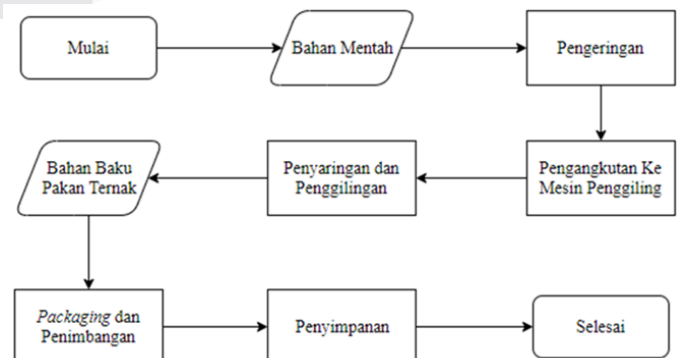 Mulai
Bahan Mentah
Pengeringan
Pengangkutan Ke
Mesin Penggiling
Penyaringan dan
Penggilingan
Bahan Baku
Pakan Ternak
Packaging dan
Penimbangan
Penyimpanan
Selesai